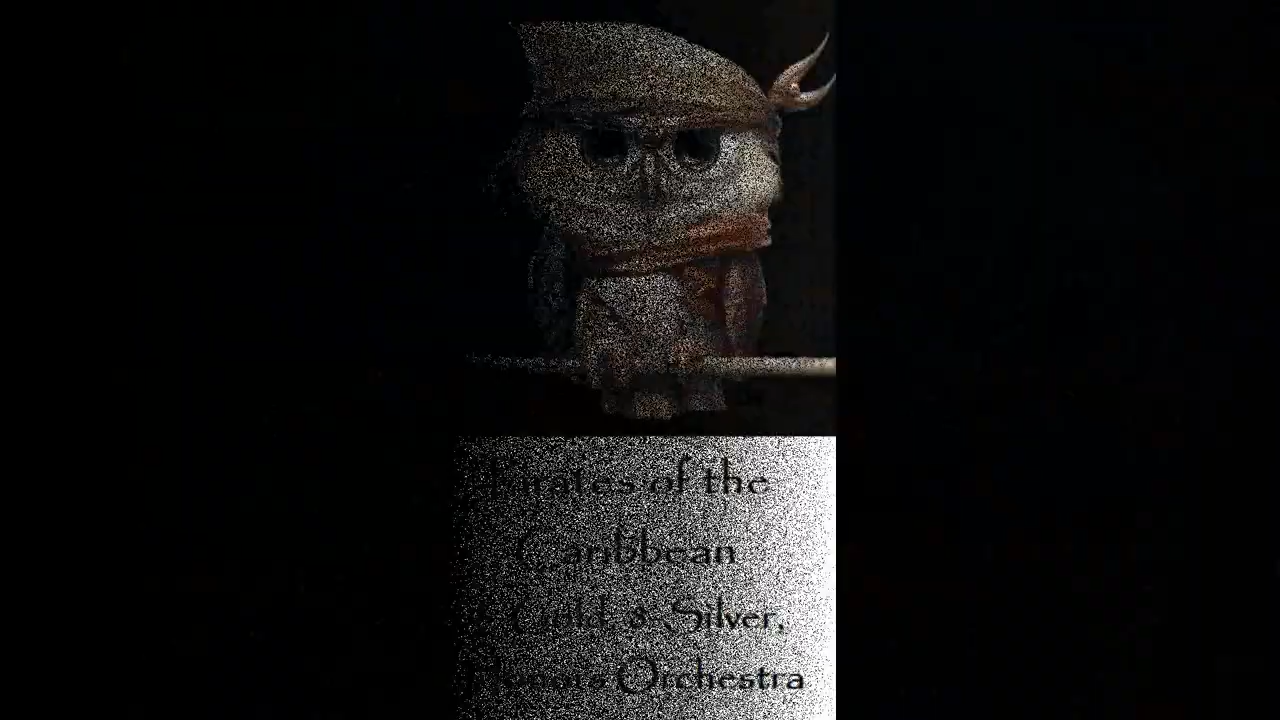 Pirates of the
Caribbean
Gold & Silver,
Orchestra